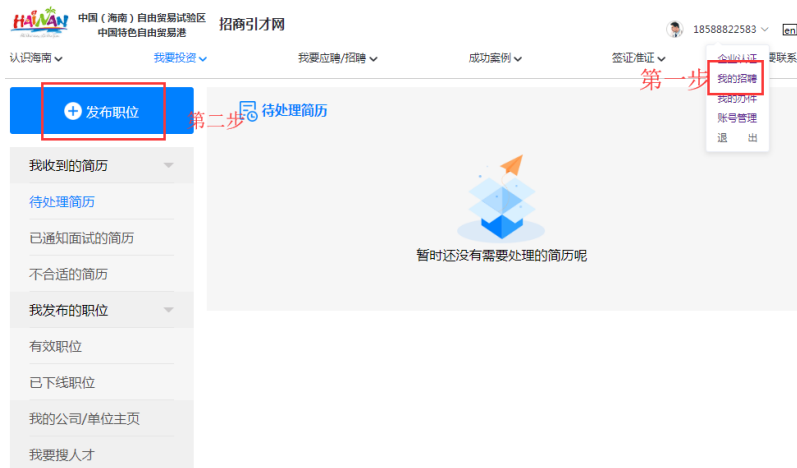 HAINAN
中国（海南）自由贸易试验区
中国特色自由贸易港
招商引才网
18588822583
en
认识海南
我要投资
我要应聘/招聘
成功案例
签证准证
要联系
企业认证
我的招聘
我的办件
账号管理
退 出
第一步
发布职位
第二步
待处理简历
我收到的简历
待处理简历
已通知面试的简历
不合适的简历
我发布的职位
有效职位
已下线职位
我的公司/单位主页
我要搜人才
暂时还没有需要处理的简历呢